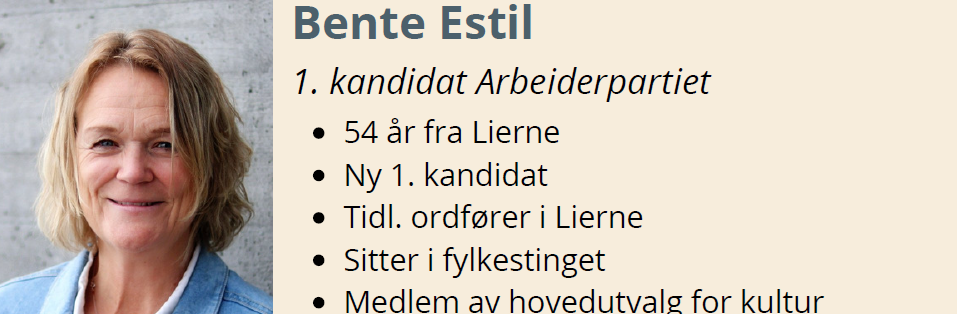 Bente Estil
1. kandidat Arbeiderpartiet
• 54 år fra Lierne
• Ny 1. kandidat
• Tidl. ordfører i Lierne
• Sitter i fylkestinget
• Medlem av hovedutvalg for kultur